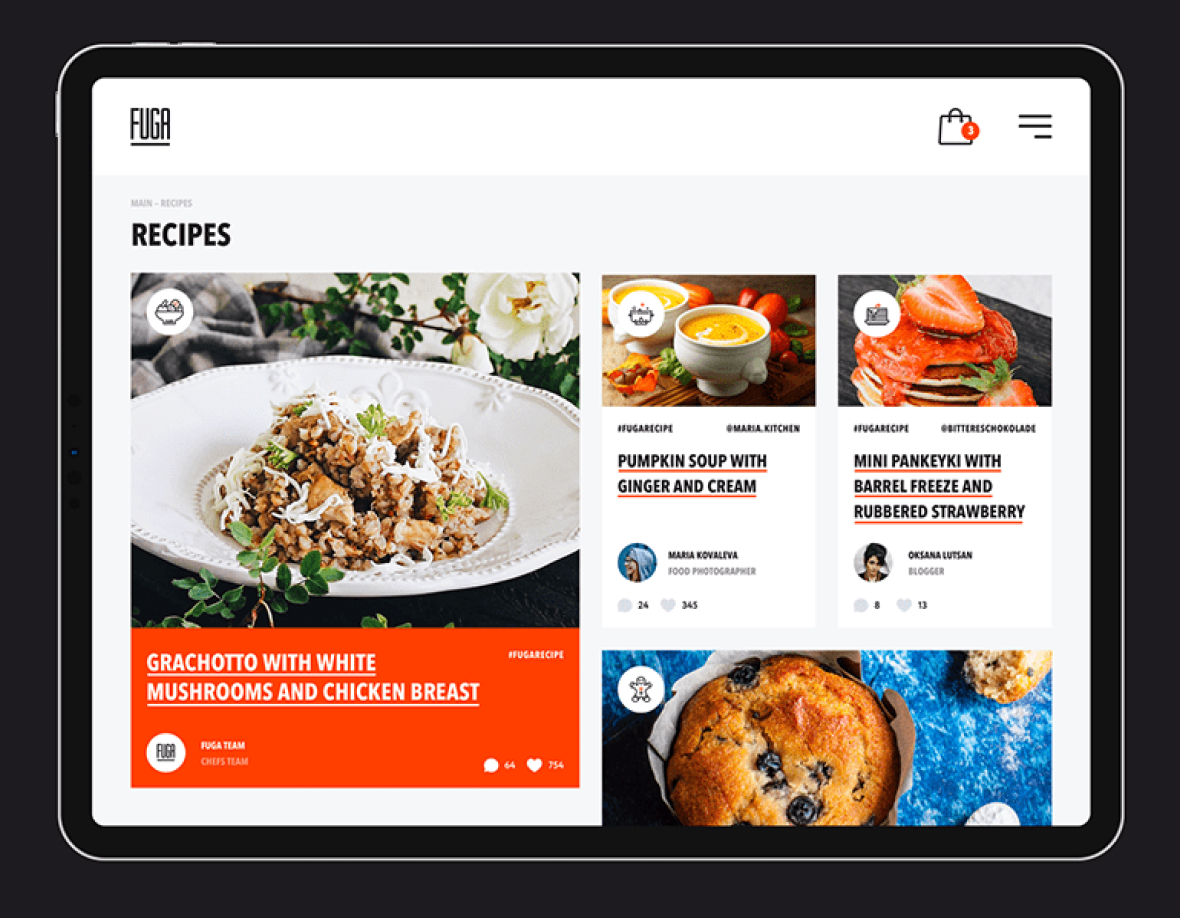 FUGA
3
MAIN - RECIPES
RECIPES
#FUGARECIPE
@MARIA.KITCHEN
PUMPKIN SOUP WITH
GINGER AND CREAM
MARIA KOVALEVA
FOOD PHOTOGRAPHER
24
345
#FUGARECIPE
@BITTERESCHOKOLADE
MINI PANKEYKI WITH
BARREL FREEZE AND
RUBBERED STRAWBERRY
OKSANA LUTSAN
BLOGGER
8
13
GRACHOTTO WITH WHITE
MUSHROOMS AND CHICKEN BREAST
#FUGARECIPE
FUGA
FUGA TEAM
CHEFS TEAM
64
754